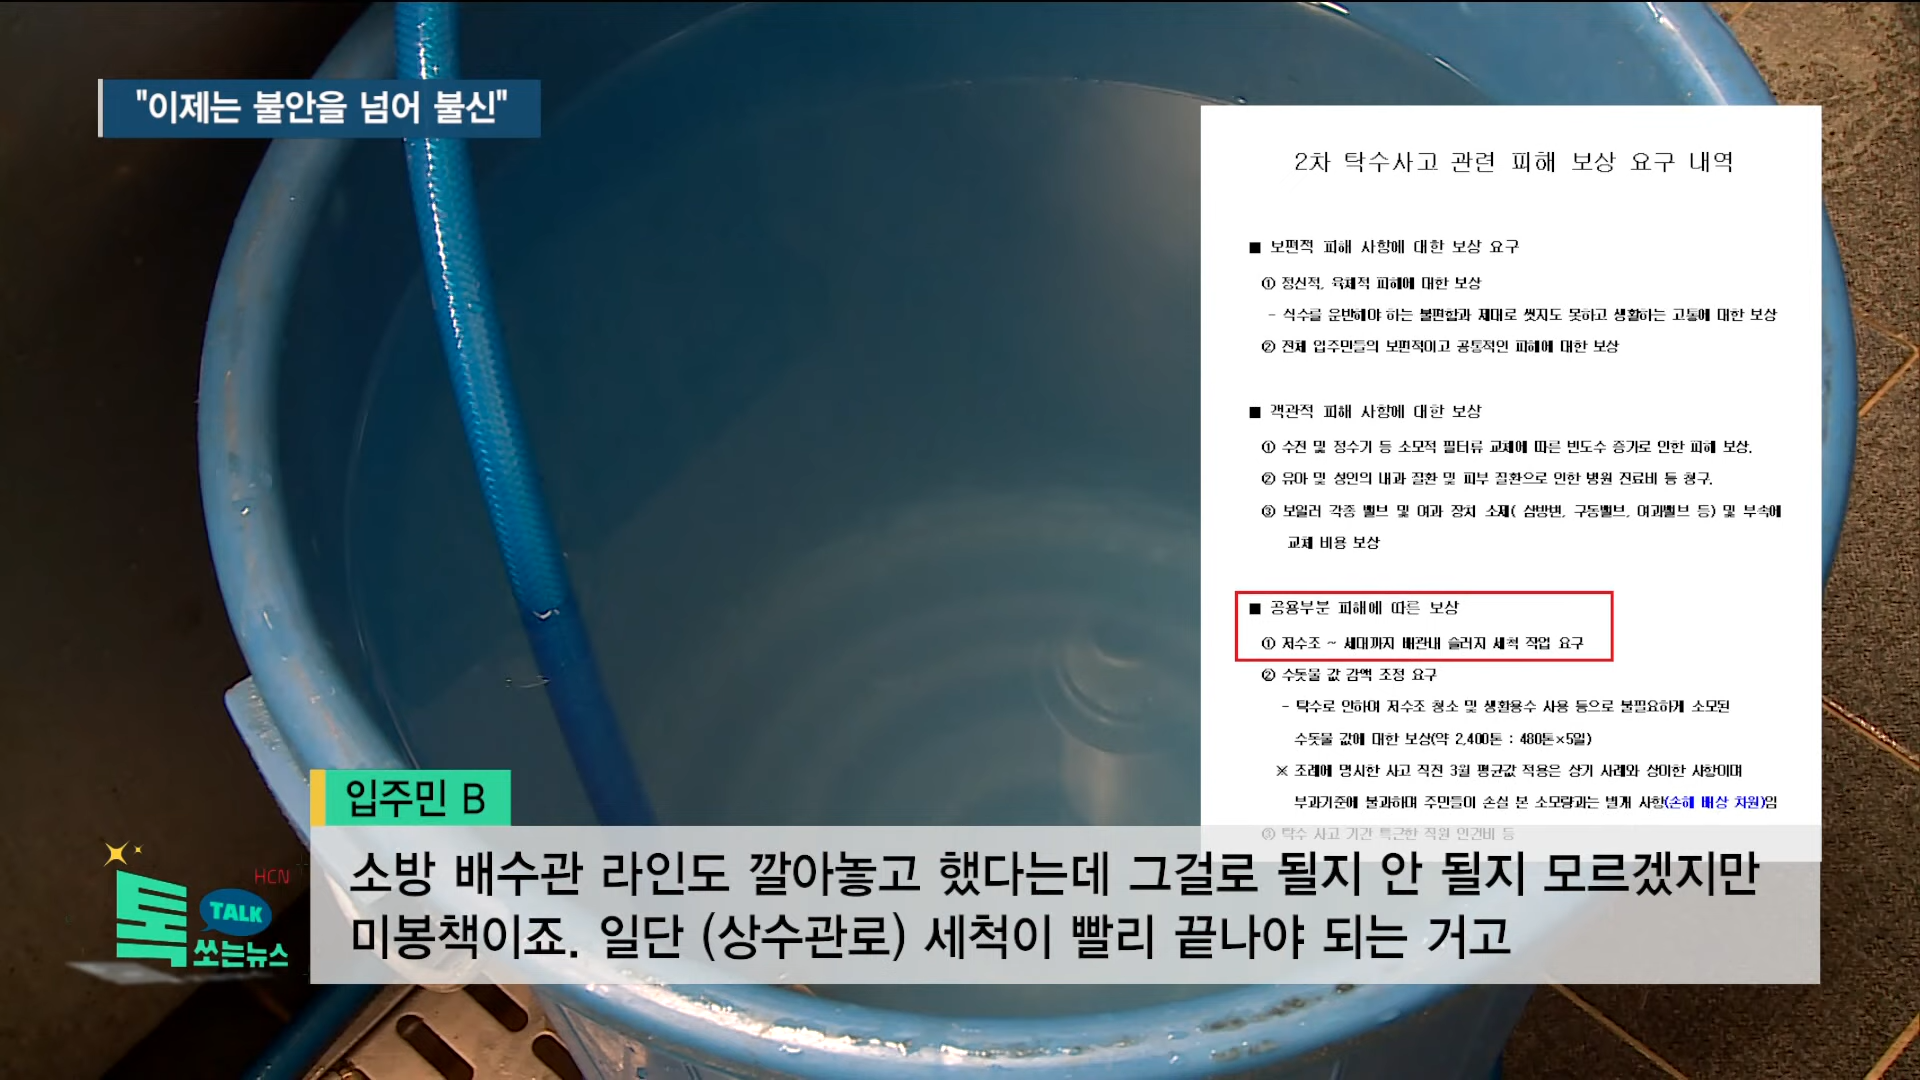 "이제는 불안을 넘어 불신"
2차 탁수사고 관련 피해 보상 요구 내역
■ 보편적 피해 사항에 대한 보상 요구
① 정신적, 육체적 피해에 대한 보상
- 식수를 운반해야 하는 불편함과 제대로 씻지도 못하고 생활하는 고통에 대한 보상
② 전체 입주민들의 보편적이고 공통적인 피해에 대한 보상
■ 객관적 피해 사항에 대한 보상
① 수전 및 정수기 등 소모적 필터류 교체에 따른 빈도수 증가로 인한 피해 보상.
② 유아 및 성인의 내과 질환 및 피부 질환으로 인한 병원 진료비 등 청구.
③ 보일러 각종 밸브 및 여과 장치 소재( 삼방변, 구동밸브, 여과밸브 등) 및 부속에
교체 비용 보상
■ 공용부분 피해에 따른 보상
① 저수조 ~ 세대까지 배관내 슬러지 세척 작업 요구
② 수돗물 값 감액 조정 요구
- 탁수로 인하여 저수조 청소 및 생활용수 사용 등으로 불필요하게 소모된
수돗물 값에 대한 보상(약 2,400톤 : 480톤×5일)
※ 조례에 명시한 사고 직전 3월 평균값 적용은 상기 사례와 상이한 사항이며
부과기준에 불과하며 주민들이 손실 본 소모량과는 별개 사항(손해 배상 차원)임
③ 탁수 사고 기간 특근한 직원 인건비 등
입주민 B
소방 배수관 라인도 깔아놓고 했다는데 그걸로 될지 안 될지 모르겠지만
미봉책이죠. 일단 (상수관로) 세척이 빨리 끝나야 되는 거고
HCN
톡 TALK
쏘는뉴스